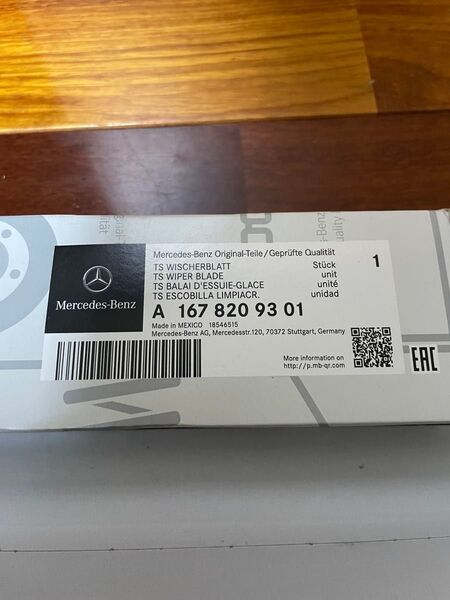 Mercedes-Benz Original-Teile/Geprüfte Qualität
TS WISCHERBLATT Stück 1
TS WIPER BLADE unit
TS BALAI D'ESSUIE-GLACE unité
TS ESCOBILLA LIMPIACR. unidad
Mercedes-Benz
A 167 820 93 01
Made in MEXICO 18546515
Mercedes-Benz AG, Mercedesstr.120, 70372 Stuttgart, Germany
More information on
http://p.mb-qr.com
EAC